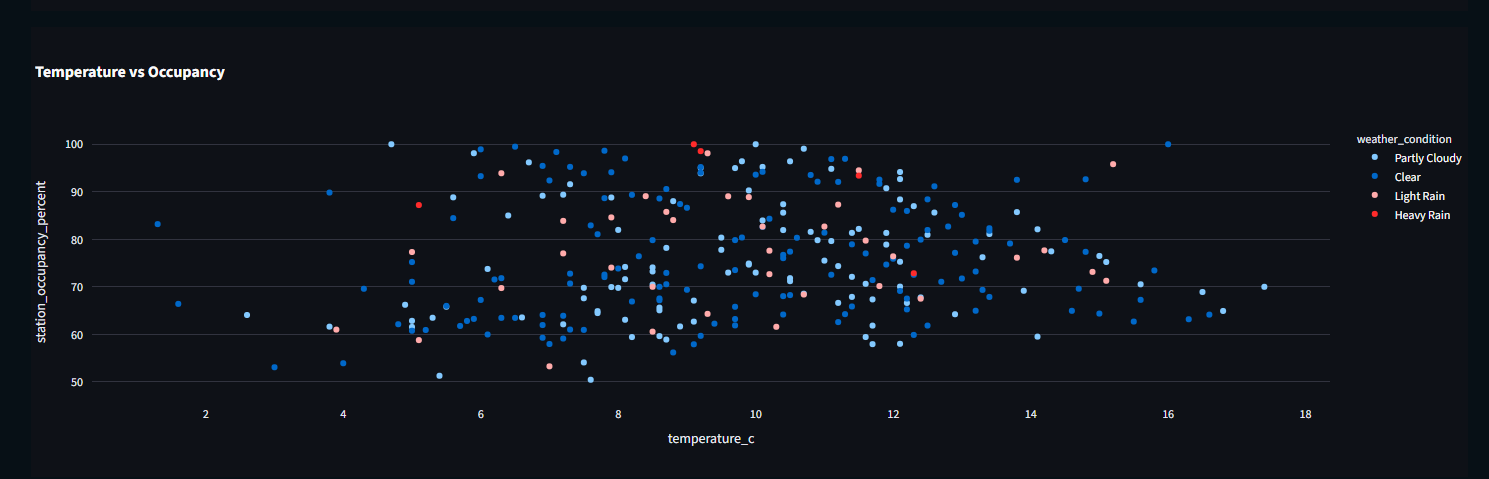 Temperature vs Occupancy
100
90
80
70
60
50
station_occupancy_percent
2 4 6 8 10 12 14 16 18
temperature_c
weather_condition
Partly Cloudy
Clear
Light Rain
Heavy Rain